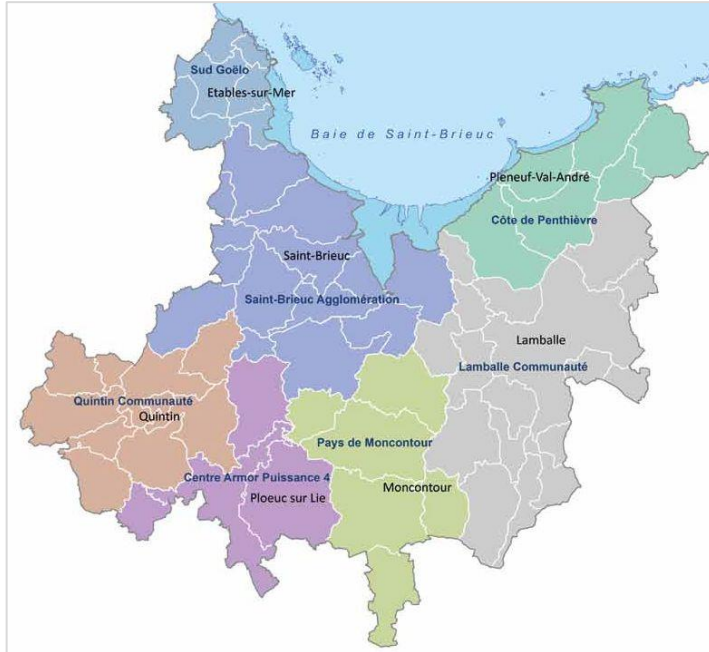 Sud Goëlo
Etables-sur-Mer
Baie de Saint-Brieuc
Pleneuf-Val-André
Côte de Penthièvre
Saint-Brieuc
Saint-Brieuc Agglomération
Lamballe
Lamballe Communauté
Quintin Communauté
Quintin
Pays de Moncontour
Centre Armor Puissance 4
Moncontour
Ploeuc sur Lie